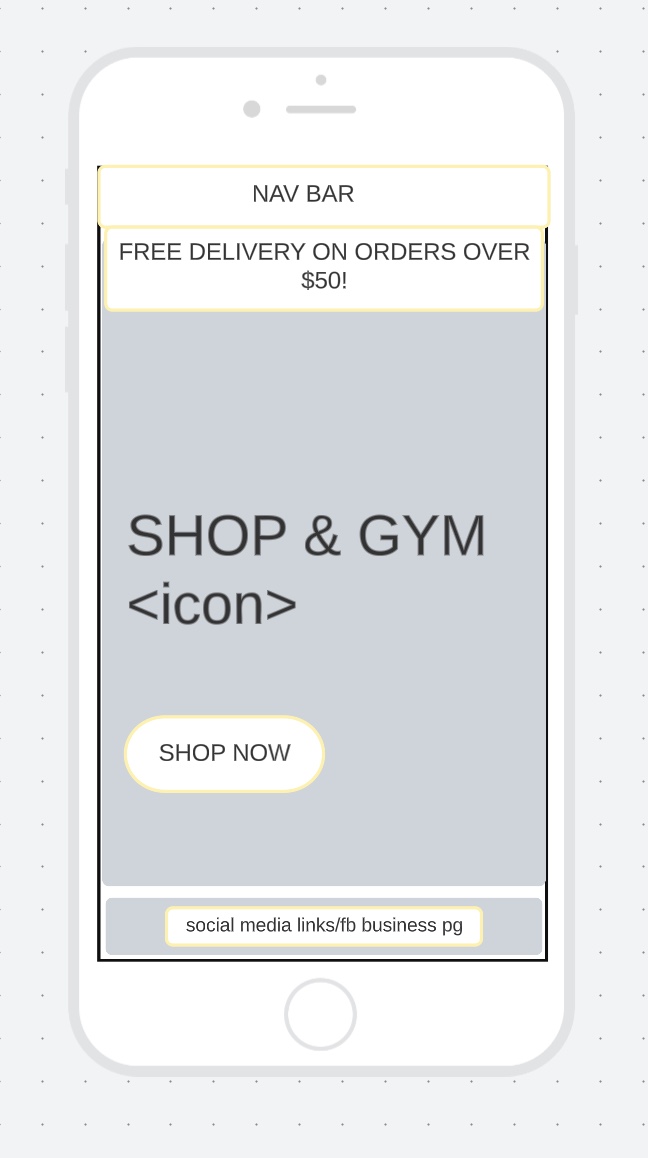 NAV BAR
FREE DELIVERY ON ORDERS OVER
$50!
SHOP & GYM
<icon>
SHOP NOW
social media links/fb business pg